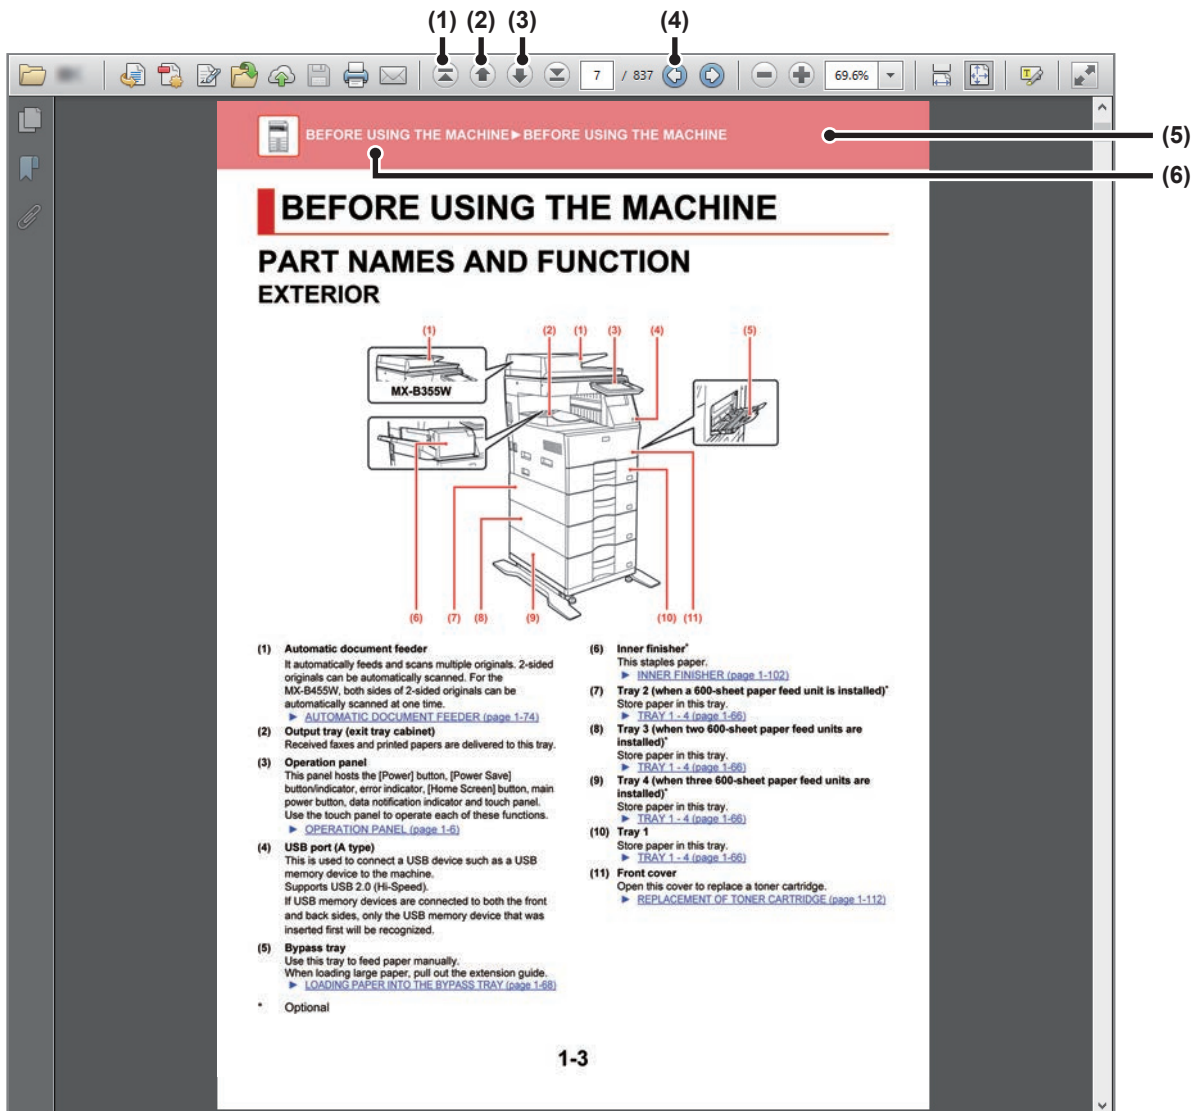 (1) (2) (3) (4)
7 / 837 69.6%
(5)
(6)
BEFORE USING THE MACHINE►BEFORE USING THE MACHINE
BEFORE USING THE MACHINE
PART NAMES AND FUNCTION
EXTERIOR
(1) (2) (1) (3) (4) (5)
MX-B355W
(6) (7) (8) (9) (10) (11)
(1) Automatic document feeder
It automatically feeds and scans multiple originals. 2-sided
originals can be automatically scanned. For the
MX-B455W, both sides of 2-sided originals can be
automatically scanned at one time.
► AUTOMATIC DOCUMENT FEEDER (page 1-74)
(2) Output tray (exit tray cabinet)
Received faxes and printed papers are delivered to this tray.
(3) Operation panel
This panel hosts the [Power] button, [Power Save]
button/indicator, error indicator, [Home Screen] button, main
power button, data notification indicator and touch panel.
Use the touch panel to operate each of these functions.
► OPERATION PANEL (page 1-6)
(4) USB port (A type)
This is used to connect a USB device such as a USB
memory device to the machine.
Supports USB 2.0 (Hi-Speed).
If USB memory devices are connected to both the front
and back sides, only the USB memory device that was
inserted first will be recognized.
(5) Bypass tray
Use this tray to feed paper manually.
When loading large paper, pull out the extension guide.
► LOADING PAPER INTO THE BYPASS TRAY (page 1-68)
* Optional
(6) Inner finisher*
This staples paper.
► INNER FINISHER (page 1-102)
(7) Tray 2 (when a 600-sheet paper feed unit is installed)*
Store paper in this tray.
► TRAY 1 - 4 (page 1-66)
(8) Tray 3 (when two 600-sheet paper feed units are
installed)*
Store paper in this tray.
► TRAY 1 - 4 (page 1-66)
(9) Tray 4 (when three 600-sheet paper feed units are
installed)*
Store paper in this tray.
► TRAY 1 - 4 (page 1-66)
(10) Tray 1
Store paper in this tray.
► TRAY 1 - 4 (page 1-66)
(11) Front cover
Open this cover to replace a toner cartridge.
► REPLACEMENT OF TONER CARTRIDGE (page 1-112)
1-3